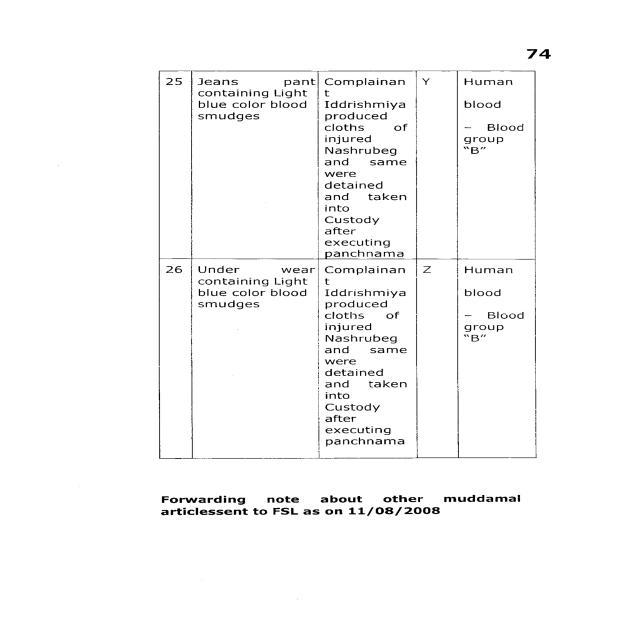 74
25 Jeans pant Complainan Y Human
containing Light t
blue color blood Iddrishmiya blood
smudges produced
cloths of – Blood
injured group
Nashrubeg "B"
and same
were
detained
and taken
into
Custody
after
executing
panchnama
26 Under wear Complainan Z Human
containing Light t
blue color blood Iddrishmiya blood
smudges produced
cloths of – Blood
injured group
Nashrubeg "B"
and same
were
detained
and taken
into
Custody
after
executing
panchnama
Forwarding note about other muddamal
articlessent to FSL as on 11/08/2008